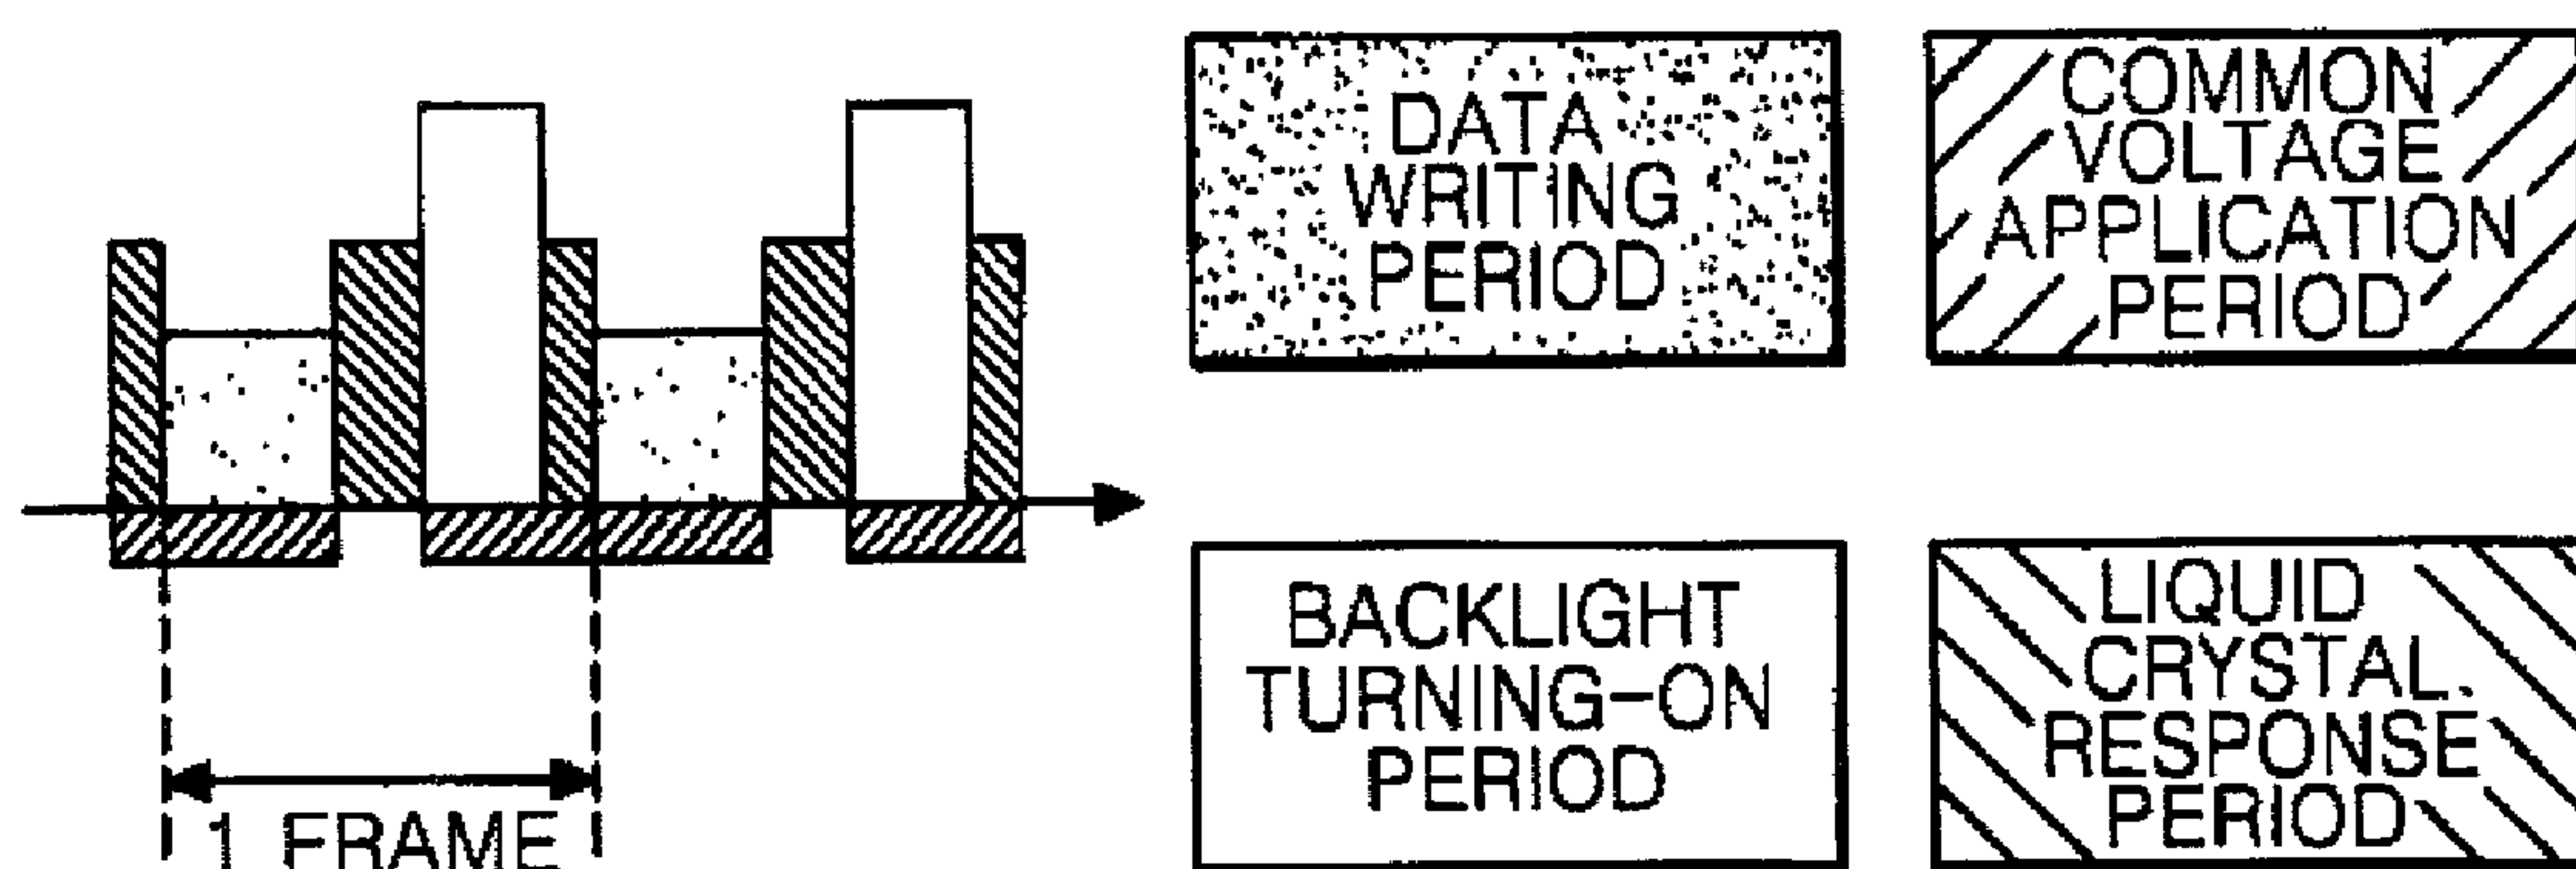 DATA
WRITING
PERIOD
COMMON
VOLTAGE
APPLICATION
PERIOD
BACKLIGHT
TURNING-ON
PERIOD
LIQUID
CRYSTAL
RESPONSE
PERIOD
1 FRAME